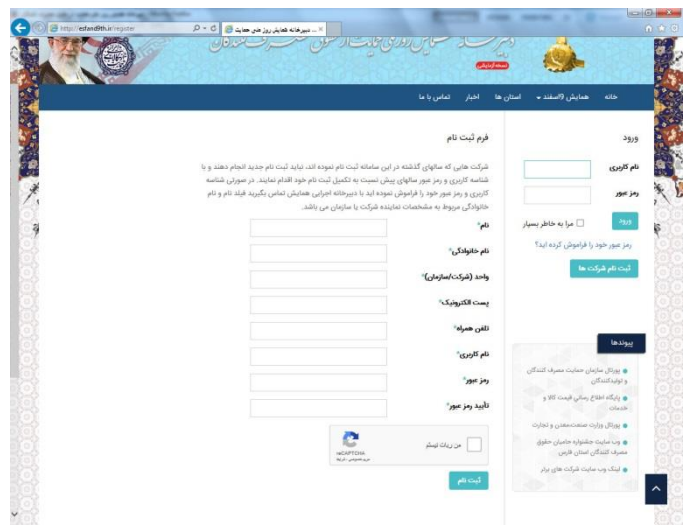 http://esfand9th.ir/register
دبیرخانه همایش روز ملی حمایت ...
خانه
همایش 9اسفند
استان ها
اخبار
تماس با ما
ورود
نام کاربری
رمز عبور
ورود
مرا به خاطر بسپار
رمز عبور خود را فراموش کرده اید؟
ثبت نام شرکت ها
پیوندها
پورتال سازمان حمایت مصرف کنندگان
و تولیدکنندگان
پایگاه اطلاع رساني قیمت کالا و
خدمات
پورتال وزارت صنعت،معدن و تجارت
وب سایت جشنواره حامیان حقوق
مصرف کنندگان استان فارس
لینک وب سایت شرکت های برتر
فرم ثبت نام
شرکت هایی که سالهای گذشته در این سامانه ثبت نام نموده اند، نباید ثبت نام جدید انجام دهند و با
شناسه کاربری و رمز عبور سالهای پیش نسبت به تکمیل ثبت نام خود اقدام نمایند. در صورتی شناسه
کاربری و رمز عبور خود را فراموش نموده اید با دبیرخانه اجرایی همایش تماس بگیرید فیلد نام و نام
خانوادگی مربوط به مشخصات نماینده شرکت یا سازمان می باشد.
نام*
نام خانوادگی*
واحد (شرکت/سازمان)*
پست الکترونیک*
تلفن همراه*
نام کاربری*
رمز عبور*
تأیید رمز عبور*
من ربات نیستم
reCAPTCHA
حریم خصوصی - شرایط
ثبت نام